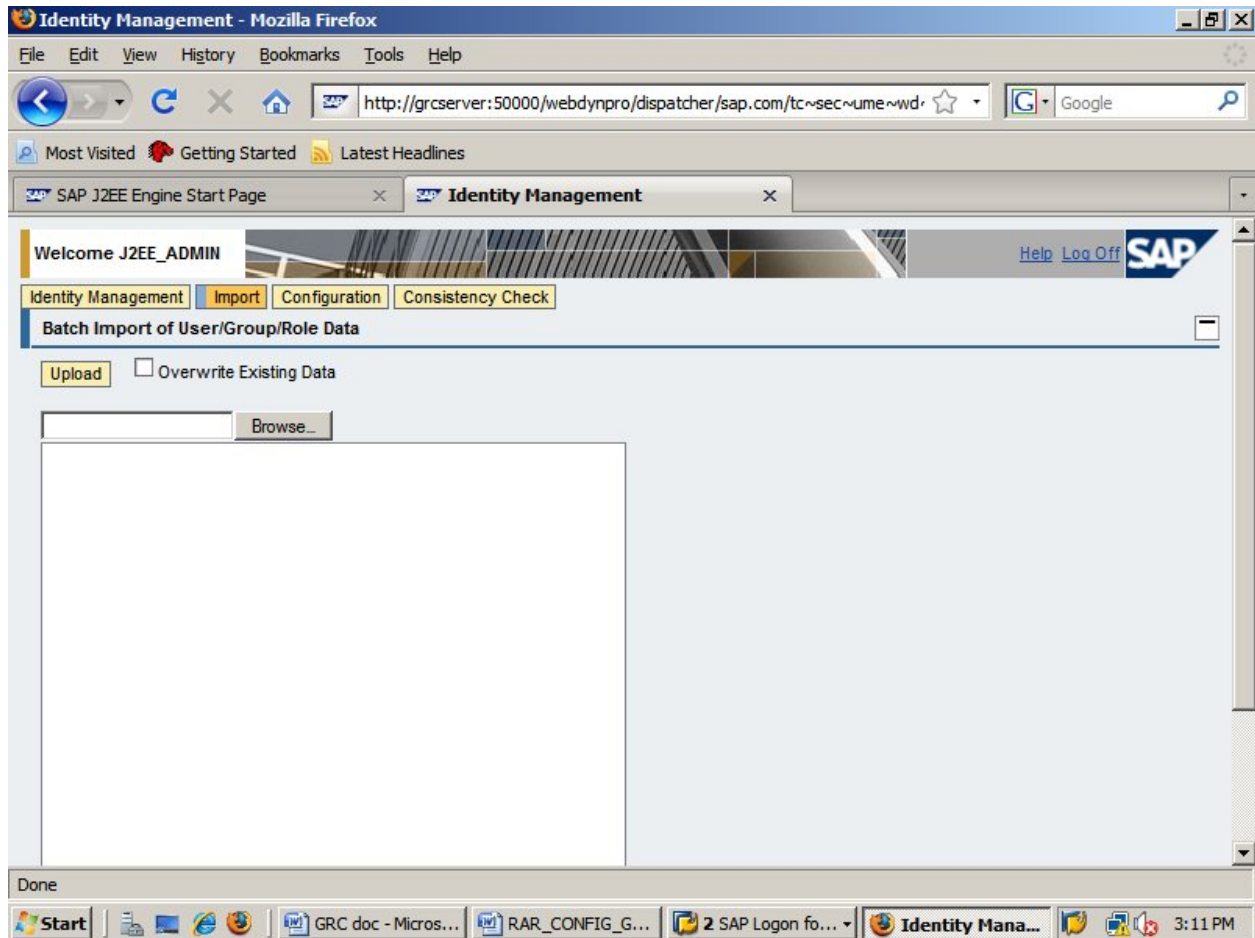 Identity Management - Mozilla Firefox
File Edit View History Bookmarks Tools Help
SAP http://grcserver:50000/webdynpro/dispatcher/sap.com/tc~sec~ume~wd G Google
Most Visited Getting Started Latest Headlines
SAP SAP J2EE Engine Start Page SAP Identity Management
Welcome J2EE_ADMIN Help Log Off SAP
Identity Management Import Configuration Consistency Check
Batch Import of User/Group/Role Data
Upload Overwrite Existing Data
Browse...
Done
Start GRC doc - Micros... RAR_CONFIG_G... 2 SAP Logon fo... Identity Mana... 3:11 PM